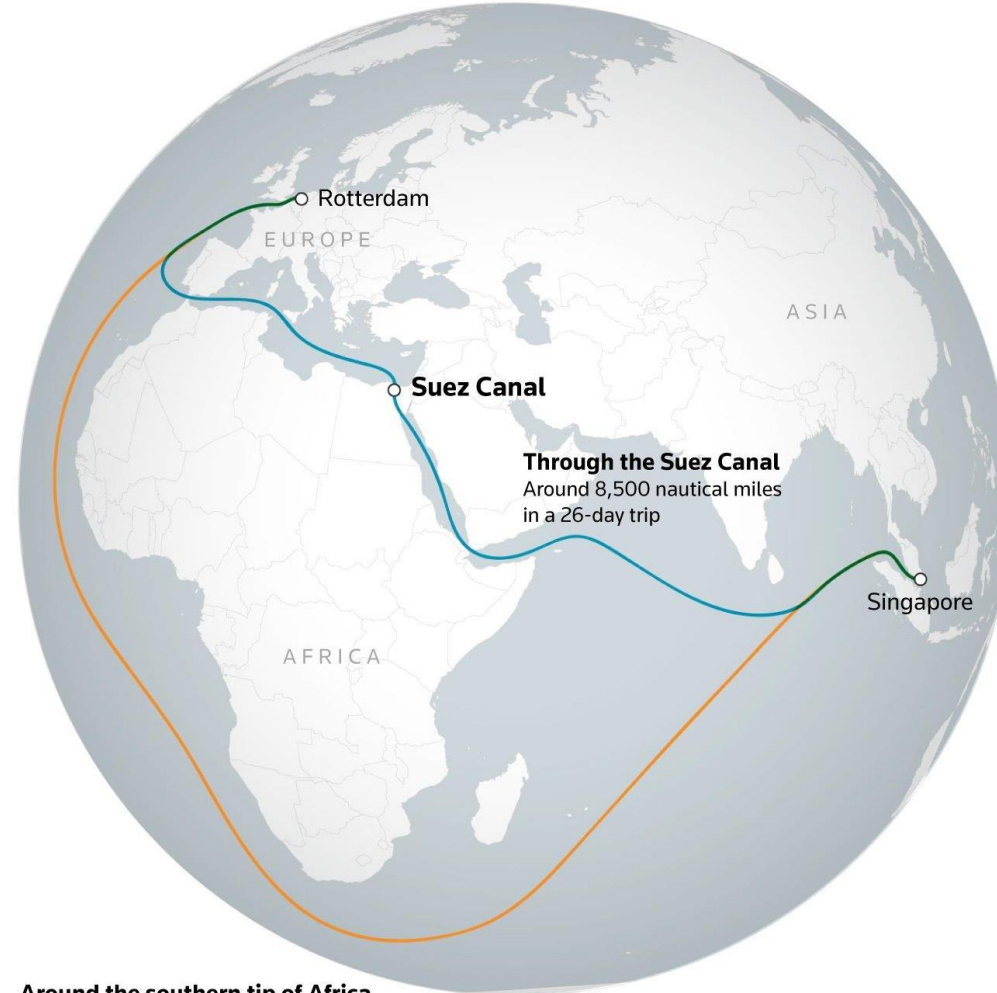 Rotterdam
EUROPE
ASIA
Suez Canal
Through the Suez Canal
Around 8,500 nautical miles
in a 26-day trip
Singapore
AFRICA
Around the southern tip of Africa